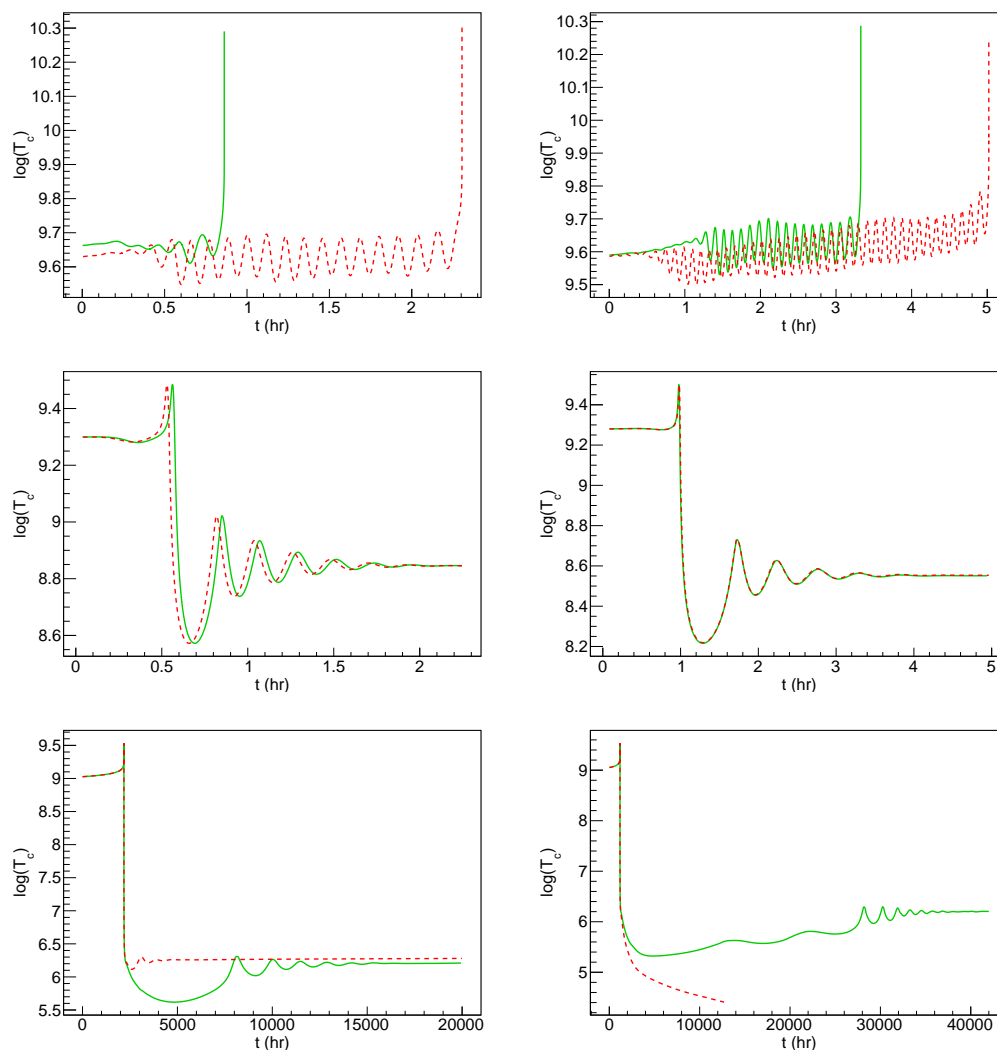 10.3
10.2
10.1
10
9.9
9.8
9.7
9.6
log(T_c)
0 0.5 1 1.5 2
t (hr)
10.3
10.2
10.1
10
9.9
9.8
9.7
9.6
9.5
log(T_c)
0 1 2 3 4 5
t (hr)
9.4
9.2
9
8.8
8.6
log(T_c)
0 0.5 1 1.5 2
t (hr)
9.4
9.2
9
8.8
8.6
8.4
8.2
log(T_c)
0 1 2 3 4 5
t (hr)
9.5
9
8.5
8
7.5
7
6.5
6
5.5
log(T_c)
0 5000 10000 15000 20000
t (hr)
9
8
7
6
5
log(T_c)
0 10000 20000 30000 40000
t (hr)